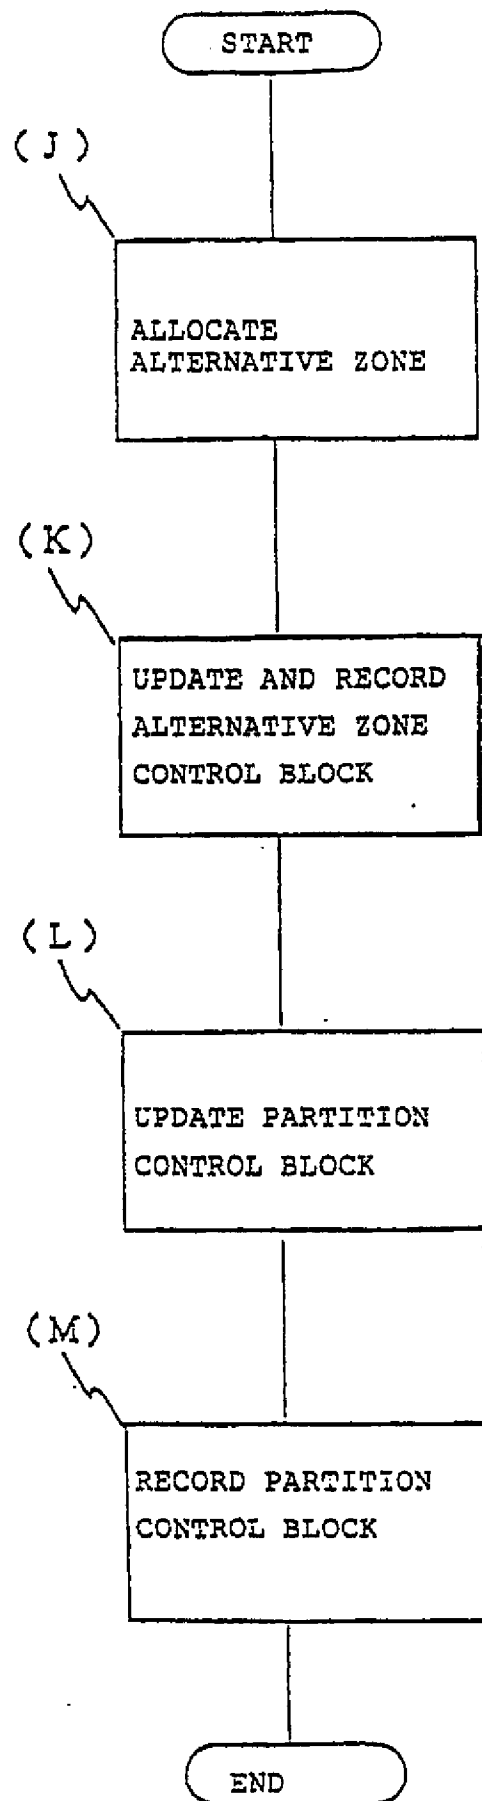 START
(J)
ALLOCATE
ALTERNATIVE ZONE
(K)
UPDATE AND RECORD
ALTERNATIVE ZONE
CONTROL BLOCK
(L)
UPDATE PARTITION
CONTROL BLOCK
(M)
RECORD PARTITION
CONTROL BLOCK
END